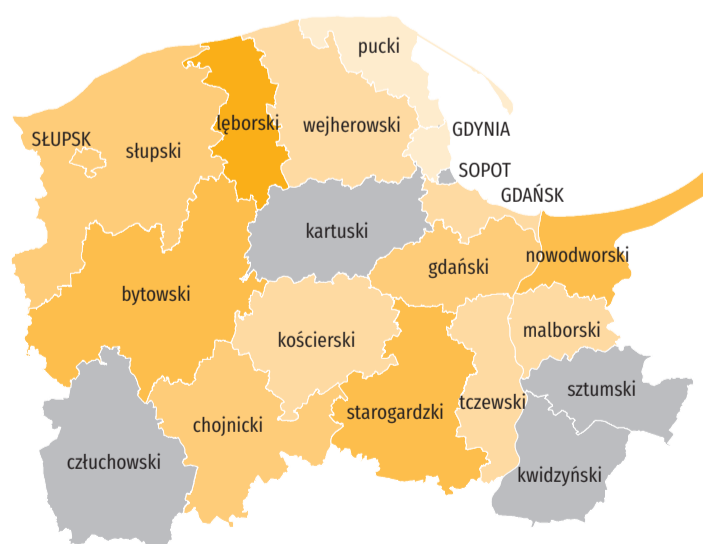 pucki
lęborski
wejherowski
GDYNIA
SŁUPSK
słupski
SOPOT
GDAŃSK
kartuski
nowodworski
gdański
bytowski
malborski
kościerski
sztumski
tczewski
starogardzki
chojnicki
człuchowski
kwidzyński